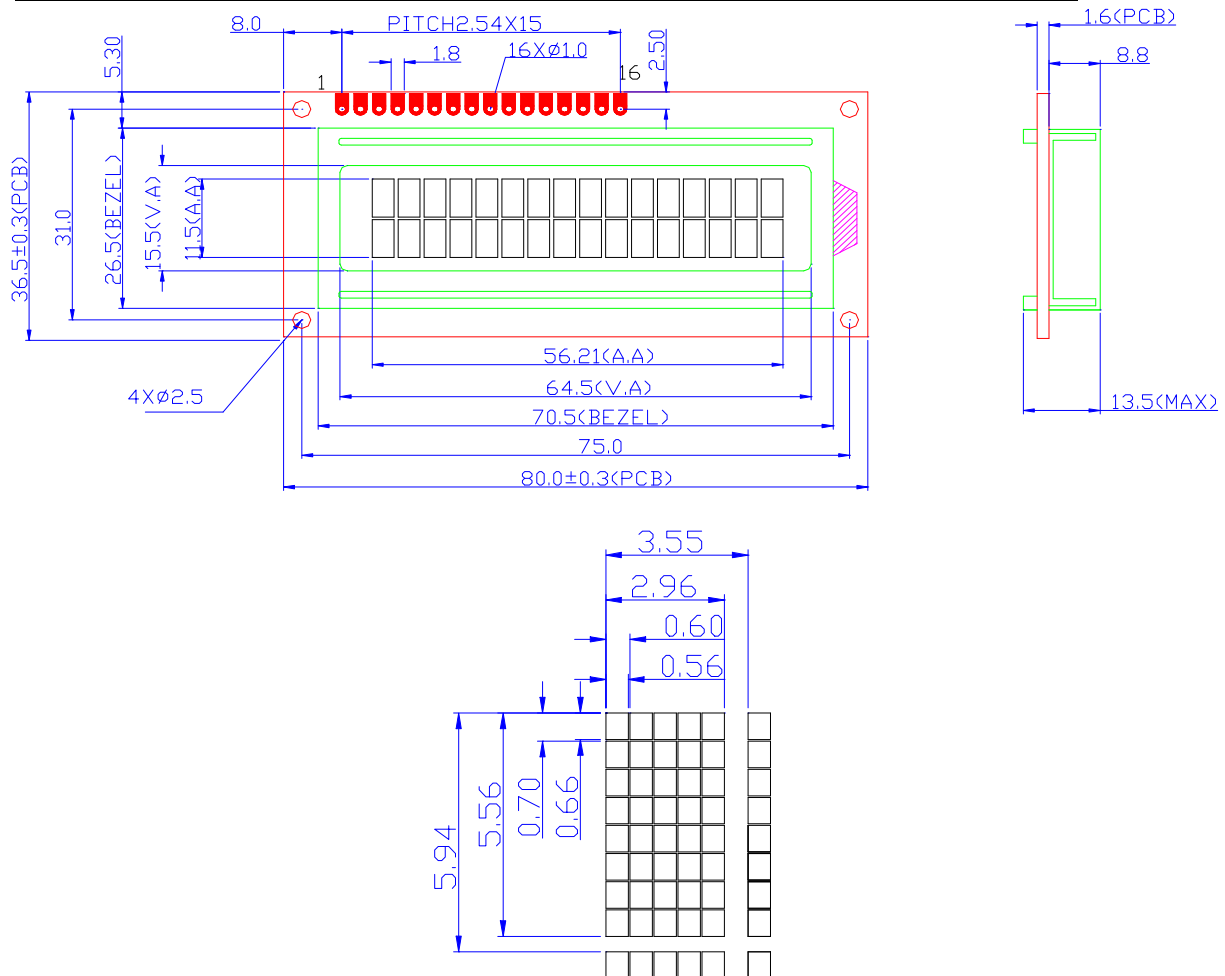 1.6(PCB)
8.0
PITCH2.54X15
5.30
1.8
16XØ1.0
2.50
8.8
1
16
36.5±0.3(PCB)
31.0
26.5(BEZEL)
15.5(V.A)
11.5(A.A)
56.21(A.A)
4XØ2.5
64.5(V.A)
13.5(MAX)
70.5(BEZEL)
75.0
80.0±0.3(PCB)
3.55
2.96
0.60
0.56
5.94
5.56
0.70
0.66